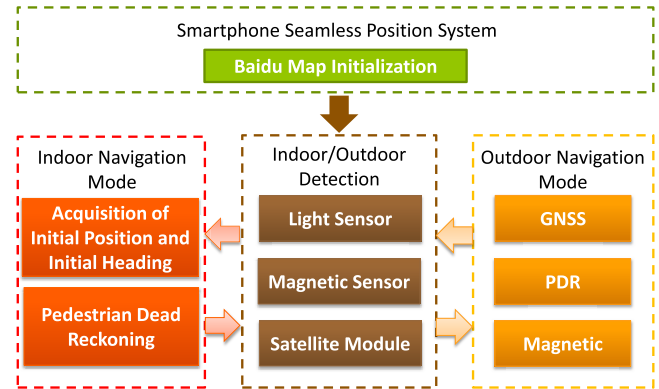 Smartphone Seamless Position System
Baidu Map Initialization
Indoor Navigation
Mode
Acquisition of
Initial Position and
Initial Heading
Pedestrian Dead
Reckoning
Indoor/Outdoor
Detection
Light Sensor
Magnetic Sensor
Satellite Module
Outdoor Navigation
Mode
GNSS
PDR
Magnetic